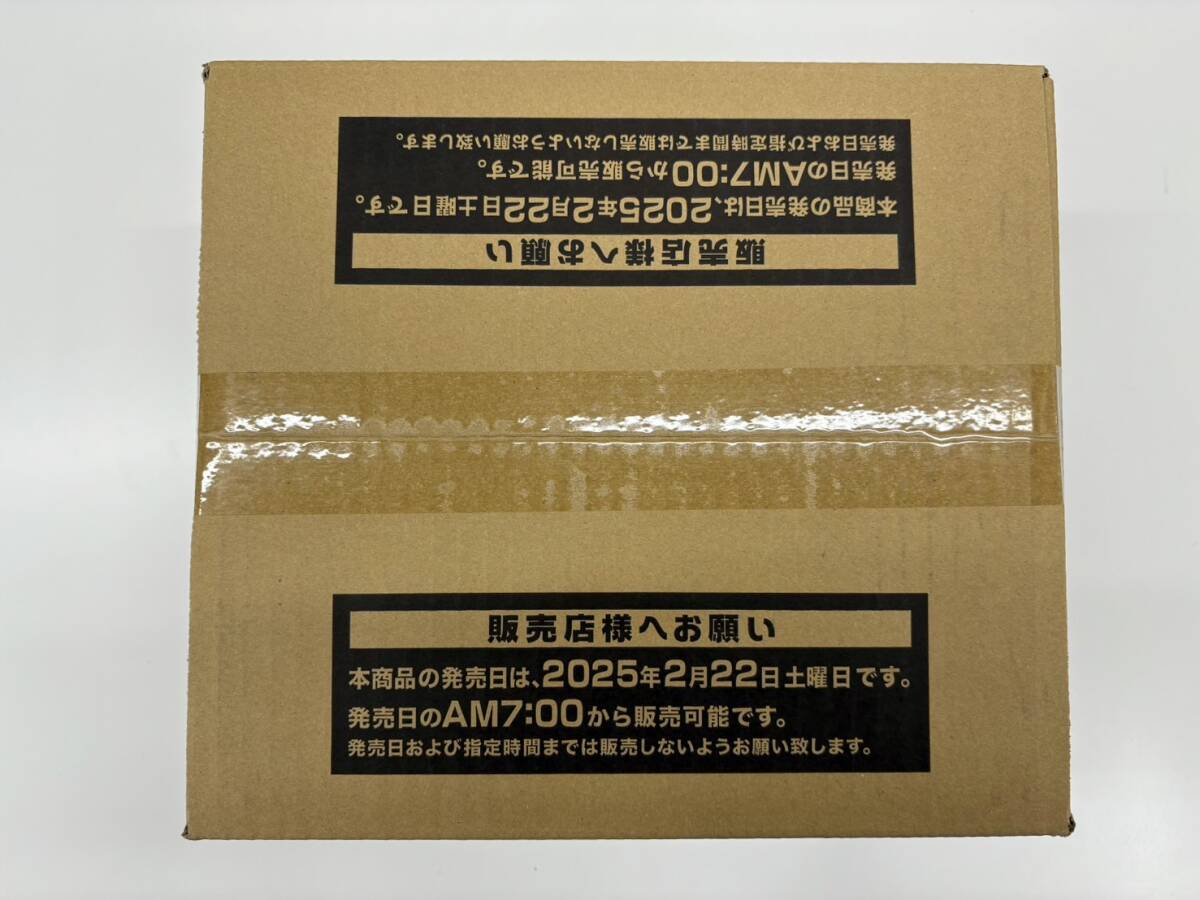 販売店様へお願い
本商品の発売日は、2025年2月22日土曜日です。
発売日のAM7:00から販売可能です。
発売日および指定時間までは販売しないようお願い致します。
販売店様へお願い
本商品の発売日は、2025年2月22日土曜日です。
発売日のAM7:00から販売可能です。
発売日および指定時間までは販売しないようお願い致します。